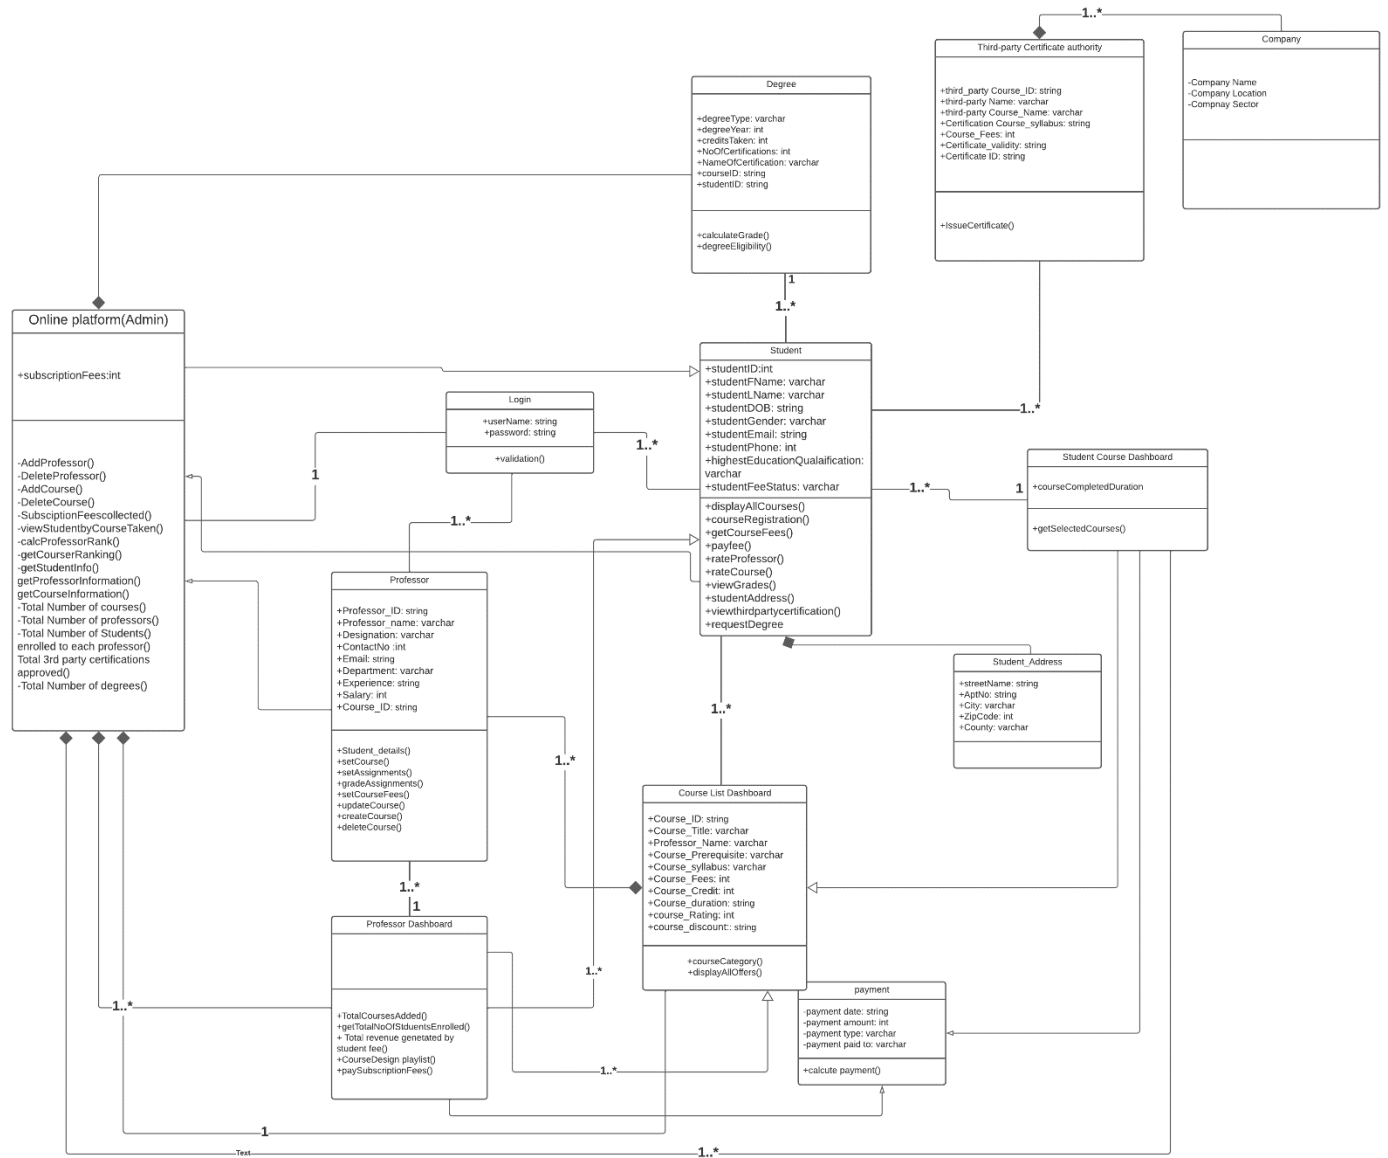 1..*
Third-party Certificate authority
+third_party Course_ID: string
+third-party Name: varchar
+third-party Course_Name: varchar
+Certification Course_syllabus: string
+Course_Fees: int
+Certificate_validity: string
+Certificate ID: string
+IssueCertificate()
Company
-Company Name
-Company Location
-Compnay Sector
Degree
+degreeType: varchar
+degreeYear: int
+creditsTaken: int
+NoOfCertifications: int
+NameOfCertification: varchar
+courseID: string
+studentID: string
+calculateGrade()
+degreeEligibility()
1
1..*
Online platform(Admin)
+subscriptionFees:int
-AddProfessor()
-DeleteProfessor()
-AddCourse()
-DeleteCourse()
-SubsciptionFeescollected()
-viewStudentbyCourseTaken()
-calcProfessorRank()
-getCourserRanking()
-getStudentInfo()
getProfessorInformation()
getCourseInformation()
-Total Number of courses()
-Total Number of professors()
-Total Number of Students()
enrolled to each professor()
Total 3rd party certifications
approved()
-Total Number of degrees()
Login
+userName: string
+password: string
+validation()
1
1..*
1..*
Student
+studentID:int
+studentFName: varchar
+studentLName: varchar
+studentDOB: string
+studentGender: varchar
+studentEmail: string
+studentPhone: int
+highestEducationQualaification:
varchar
+studentFeeStatus: varchar
+displayAllCourses()
+courseRegistration()
+getCourseFees()
+payfee()
+rateProfessor()
+rateCourse()
+viewGrades()
+studentAddress()
+viewthirdpartycertification()
+requestDegree
1..*
1..*
1
Student Course Dashboard
+courseCompletedDuration
+getSelectedCourses()
Professor
+Professor_ID: string
+Professor_name: varchar
+Designation: varchar
+ContactNo :int
+Email: string
+Department: varchar
+Experience: string
+Salary: int
+Course_ID: string
+Student_details()
+setCourse()
+setAssignments()
+gradeAssignments()
+setCourseFees()
+updateCourse()
+createCourse()
+deleteCourse()
Student_Address
+streetName: string
+AptNo: string
+City: varchar
+ZipCode: int
+County: varchar
1..*
1..*
Course List Dashboard
+Course_ID: string
+Course_Title: varchar
+Professor_Name: varchar
+Course_Prerequisite: varchar
+Course_syllabus: varchar
+Course_Fees: int
+Course_Credit: int
+Course_duration: string
+course_Rating: int
+course_discount:: string
+courseCategory()
+displayAllOffers()
1..*
1
Professor Dashboard
+TotalCoursesAdded()
+getTotalNoOfStduentsEnrolled()
+ Total revenue genetated by
student fee()
+CourseDesign playlist()
+paySubscriptionFees()
1..*
1..*
1..*
payment
-payment date: string
-payment amount: int
-payment type: varchar
-payment paid to: varchar
+calcute payment()
1
Text
1..*